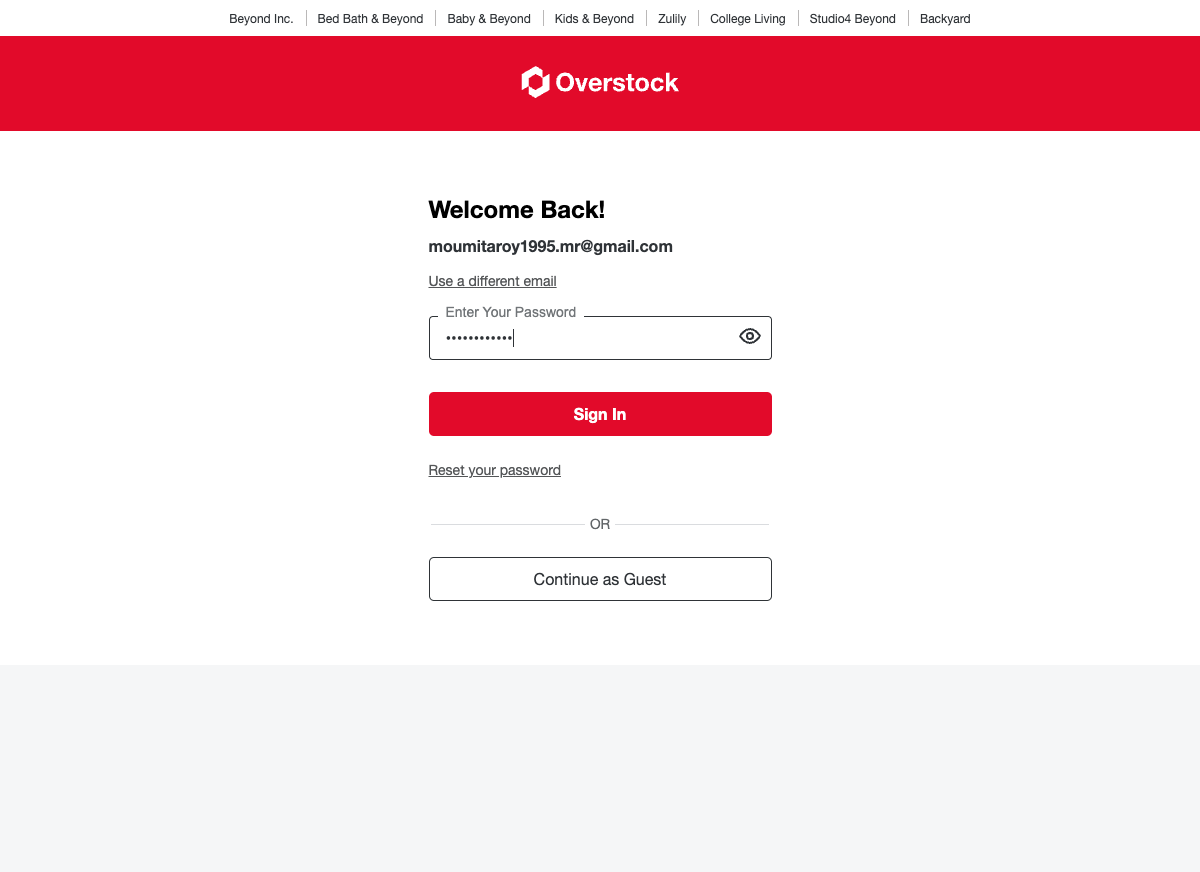 Beyond Inc. Bed Bath & Beyond Baby & Beyond Kids & Beyond Zulily College Living Studio4 Beyond Backyard
Overstock
Welcome Back!
moumitaroy1995.mr@gmail.com
Use a different email
Enter Your Password
••••••••••••
Sign In
Reset your password
OR
Continue as Guest